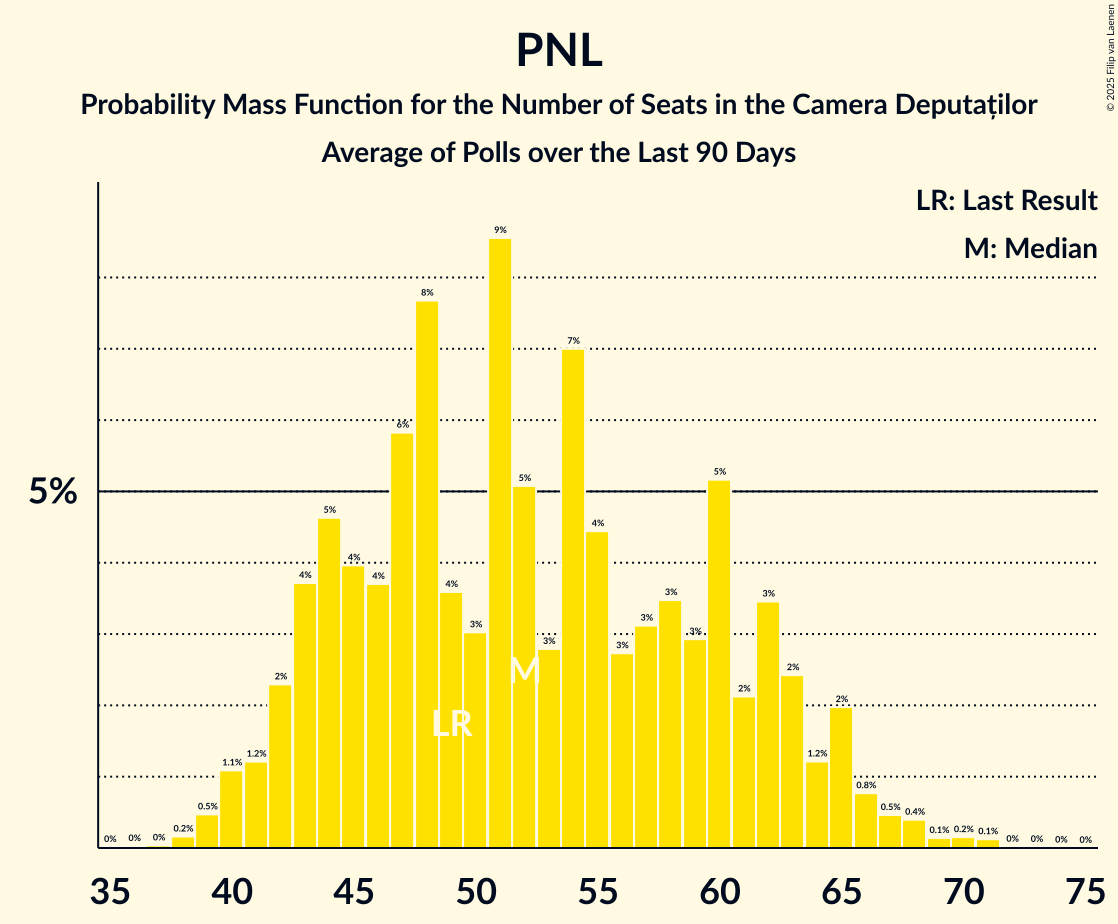 PNL
Probability Mass Function for the Number of Seats in the Camera Deputaților
Average of Polls over the Last 90 Days
© 2025 Filip van Laenen
LR: Last Result
M: Median
5%
0% 0% 0% 0.2% 0.5% 1.1% 1.2% 2% 4% 5% 4% 4% 6% 8% 4% 3% 9% 5% 3% 7% 4% 3% 3% 3% 3% 5% 2% 3% 2% 1.2% 2% 0.8% 0.5% 0.4% 0.1% 0.2% 0.1% 0% 0% 0% 0%
M
LR
35 40 45 50 55 60 65 70 75